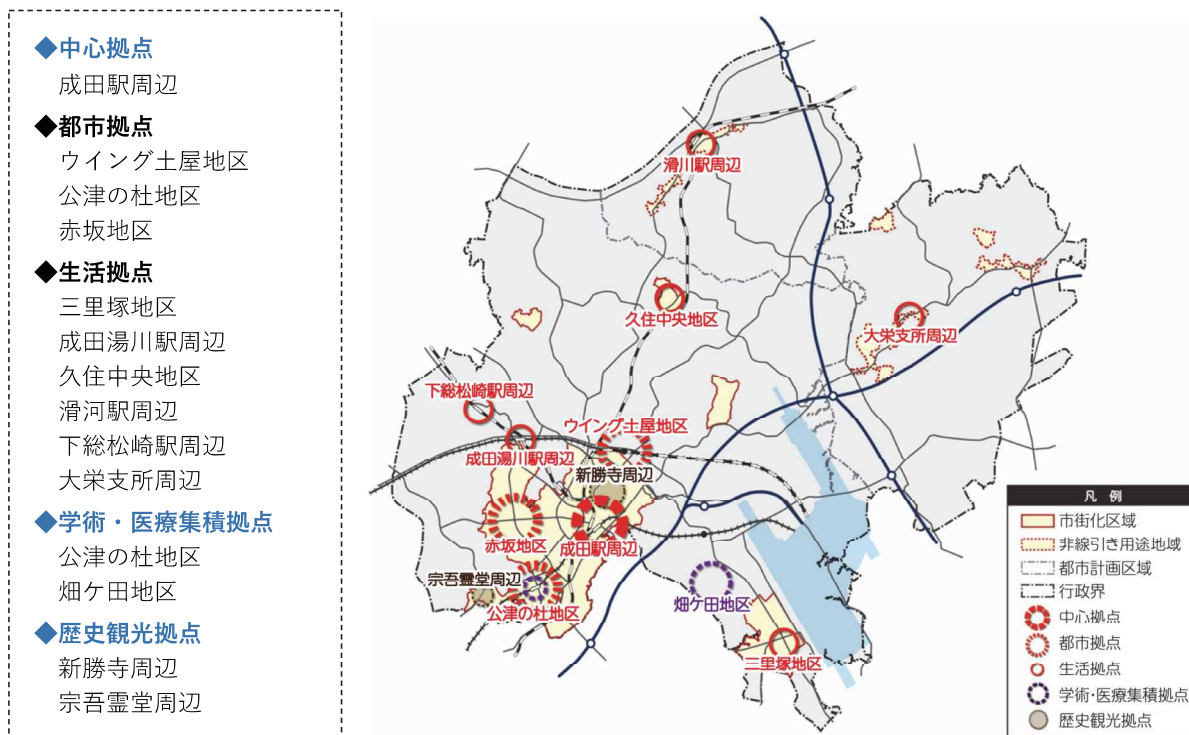 ◆中心拠点
成田駅周辺
◆都市拠点
ウイング土屋地区
公津の杜地区
赤坂地区
◆生活拠点
三里塚地区
成田湯川駅周辺
久住中央地区
滑河駅周辺
下総松崎駅周辺
大栄支所周辺
◆学術・医療集積拠点
公津の杜地区
畑ケ田地区
◆歴史観光拠点
新勝寺周辺
宗吾霊堂周辺
滑川駅周辺
久住中央地区
大栄支所周辺
下総松崎駅周辺
ウイング土屋地区
成田湯川駅周辺
新勝寺周辺
赤坂地区
成田駅周辺
宗吾霊堂周辺
公津の杜地区
畑ケ田地区
三里塚地区
凡 例
市街化区域
非線引き用途地域
都市計画区域
行政界
中心拠点
都市拠点
生活拠点
学術・医療集積拠点
歴史観光拠点